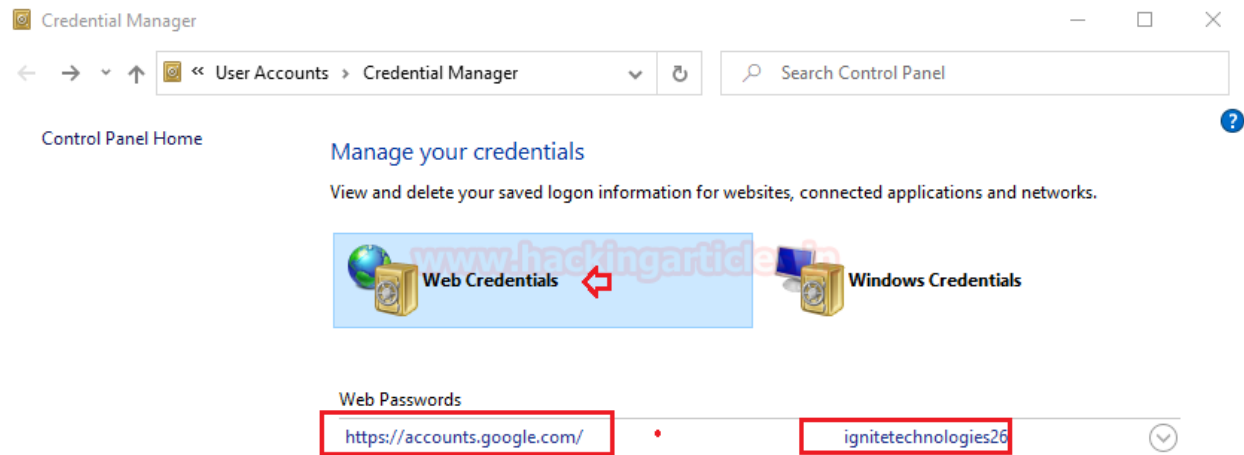 Credential Manager
« User Accounts › Credential Manager
Search Control Panel
Control Panel Home
?
Manage your credentials
View and delete your saved logon information for websites, connected applications and networks.
www.hackingarticles.in
Web Credentials
Windows Credentials
Web Passwords
https://accounts.google.com/ ignitetechnologies26